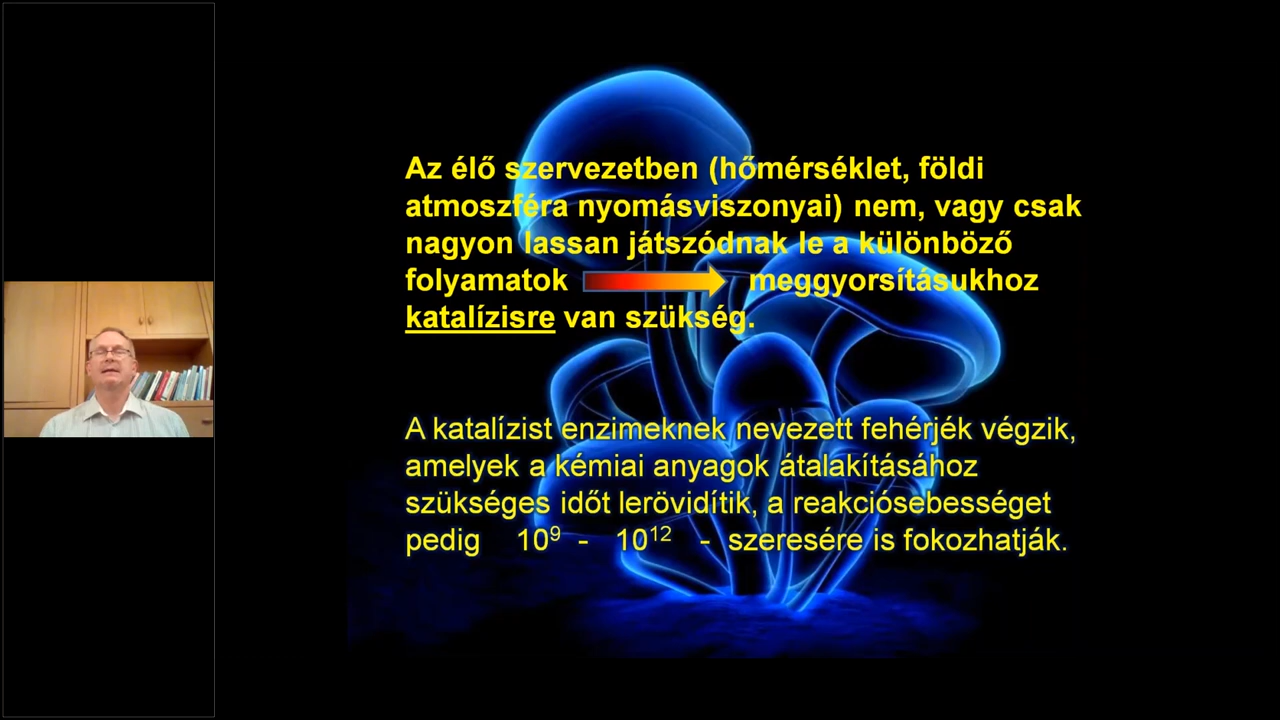 Az élő szervezetben (hőmérséklet, földi
atmoszféra nyomásviszonyai) nem, vagy csak
nagyon lassan játszódnak le a különböző
folyamatok meggyorsításukhoz
katalízisre van szükség.
A katalízist enzimeknek nevezett fehérjék végzik,
amelyek a kémiai anyagok átalakításához
szükséges időt lerövidítik, a reakciósebességet
pedig 10⁹ - 10¹² - szeresére is fokozhatják.